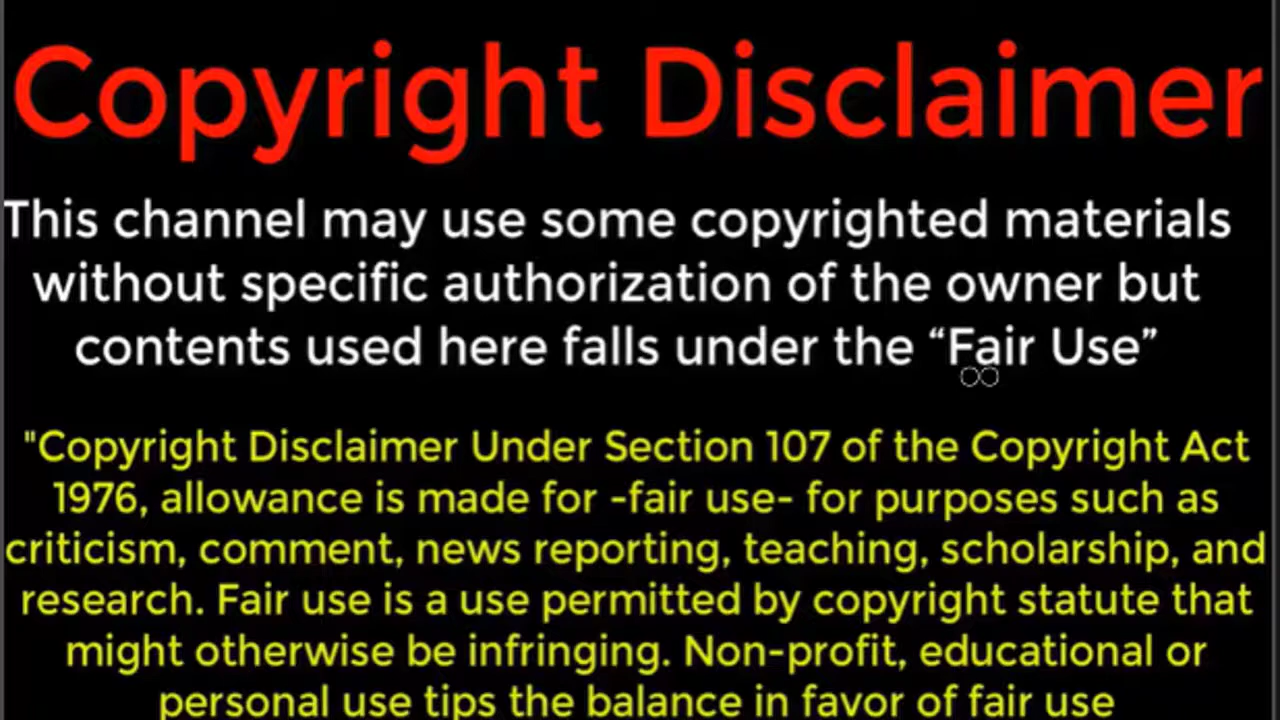 Copyright Disclaimer
This channel may use some copyrighted materials
without specific authorization of the owner but
contents used here falls under the “Fair Use”
"Copyright Disclaimer Under Section 107 of the Copyright Act
1976, allowance is made for -fair use- for purposes such as
criticism, comment, news reporting, teaching, scholarship, and
research. Fair use is a use permitted by copyright statute that
might otherwise be infringing. Non-profit, educational or
personal use tips the balance in favor of fair use